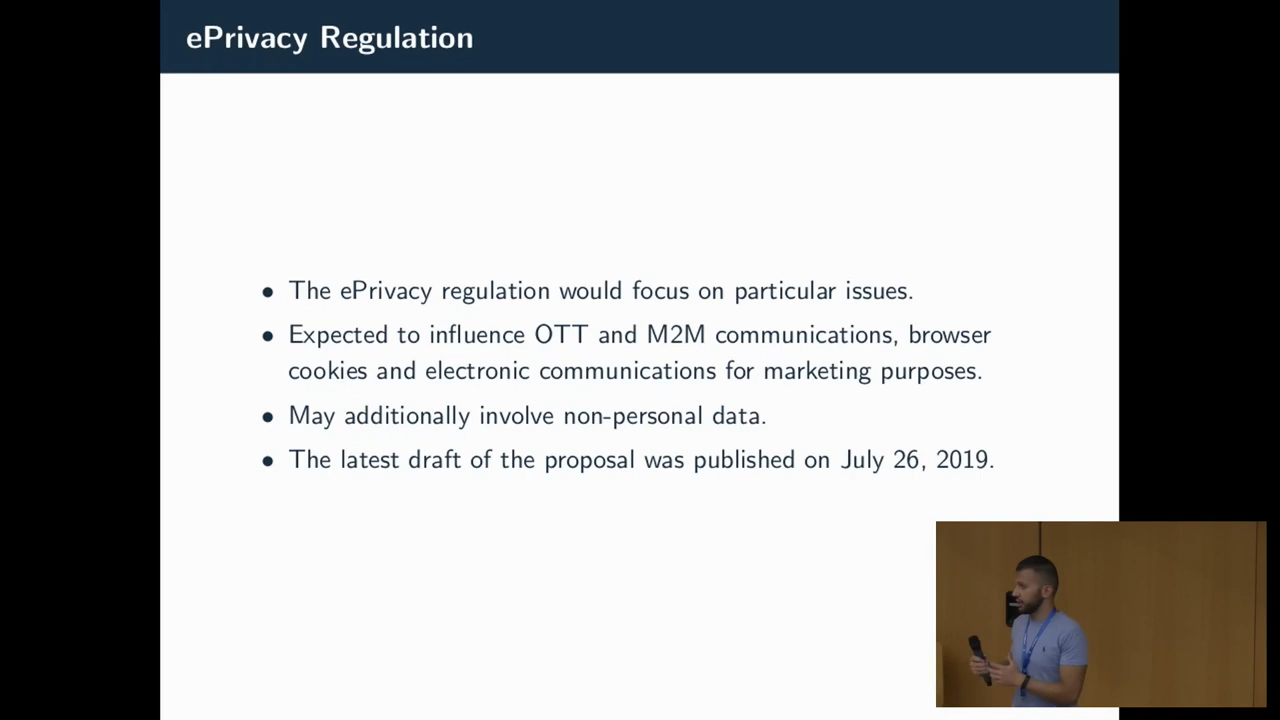 ePrivacy Regulation
• The ePrivacy regulation would focus on particular issues.
• Expected to influence OTT and M2M communications, browser
cookies and electronic communications for marketing purposes.
• May additionally involve non-personal data.
• The latest draft of the proposal was published on July 26, 2019.